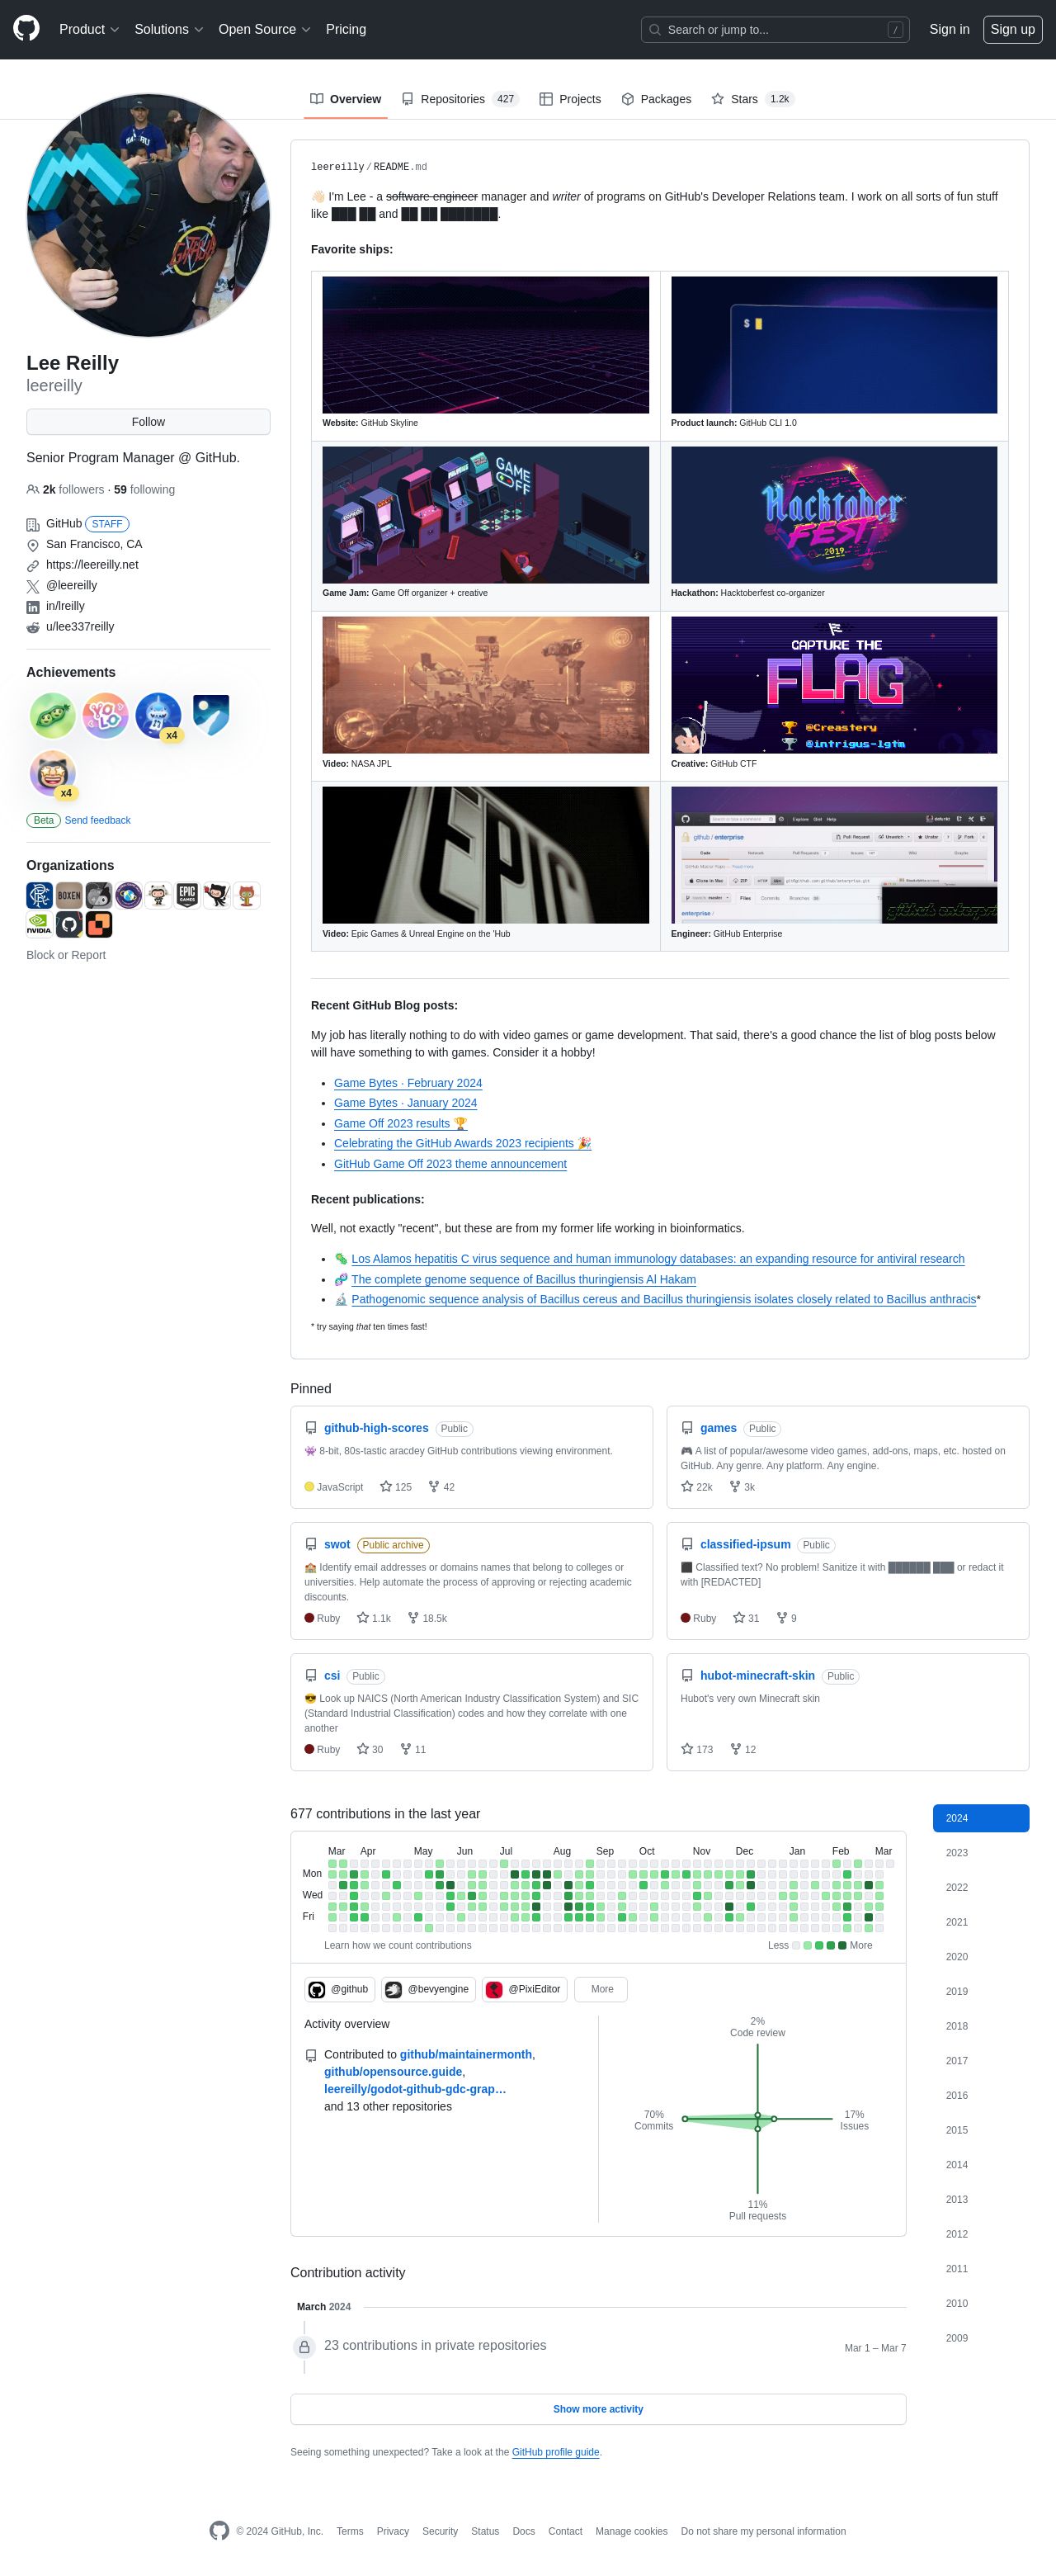 Product Solutions Open Source Pricing Search or jump to... / Sign in Sign up
Overview Repositories 427 Projects Packages Stars 1.2k
Lee Reilly
leereilly
Follow
Senior Program Manager @ GitHub.
2k followers · 59 following
GitHub STAFF
San Francisco, CA
https://leereilly.net
@leereilly
in/lreilly
u/lee337reilly
Achievements
YOLO
x4
x4
Beta Send feedback
Organizations
BOXEN
EPIC GAMES
NVIDIA
Block or Report
leereilly/README.md
👋🏻 I'm Lee - a software engineer manager and writer of programs on GitHub's Developer Relations team. I work on all sorts of fun stuff
like ███ ██ and ██ ██ ███████.
Favorite ships:
$
Website: GitHub Skyline
Product launch: GitHub CLI 1.0
GAME OFF
Hacktober FEST 2019
Game Jam: Game Off organizer + creative
Hackathon: Hacktoberfest co-organizer
CAPTURE THE
FLAG
@Creastery
@intrigus-lgtm
Video: NASA JPL
Creative: GitHub CTF
github / enterprise
Video: Epic Games & Unreal Engine on the 'Hub
Engineer: GitHub Enterprise
Recent GitHub Blog posts:
My job has literally nothing to do with video games or game development. That said, there's a good chance the list of blog posts below
will have something to with games. Consider it a hobby!
Game Bytes · February 2024
Game Bytes · January 2024
Game Off 2023 results 🏆
Celebrating the GitHub Awards 2023 recipients 🎉
GitHub Game Off 2023 theme announcement
Recent publications:
Well, not exactly "recent", but these are from my former life working in bioinformatics.
🦠 Los Alamos hepatitis C virus sequence and human immunology databases: an expanding resource for antiviral research
🧬 The complete genome sequence of Bacillus thuringiensis Al Hakam
🔬 Pathogenomic sequence analysis of Bacillus cereus and Bacillus thuringiensis isolates closely related to Bacillus anthracis*
* try saying that ten times fast!
Pinned
github-high-scores Public
👾 8-bit, 80s-tastic aracdey GitHub contributions viewing environment.
JavaScript 125 42
games Public
🎮 A list of popular/awesome video games, add-ons, maps, etc. hosted on
GitHub. Any genre. Any platform. Any engine.
22k 3k
swot Public archive
🏫 Identify email addresses or domains names that belong to colleges or
universities. Help automate the process of approving or rejecting academic
discounts.
Ruby 1.1k 18.5k
classified-ipsum Public
⬛ Classified text? No problem! Sanitize it with ██████ ███ or redact it
with [REDACTED]
Ruby 31 9
csi Public
😎 Look up NAICS (North American Industry Classification System) and SIC
(Standard Industrial Classification) codes and how they correlate with one
another
Ruby 30 11
hubot-minecraft-skin Public
Hubot's very own Minecraft skin
173 12
677 contributions in the last year
Mar Apr May Jun Jul Aug Sep Oct Nov Dec Jan Feb Mar
Mon
Wed
Fri
Learn how we count contributions Less More
@github @bevyengine @PixiEditor More
Activity overview
Contributed to github/maintainermonth,
github/opensource.guide,
leereilly/godot-github-gdc-grap…
and 13 other repositories
2%
Code review
70%
Commits
17%
Issues
11%
Pull requests
2024
2023
2022
2021
2020
2019
2018
2017
2016
2015
2014
2013
2012
2011
2010
2009
Contribution activity
March 2024
23 contributions in private repositories Mar 1 – Mar 7
Show more activity
Seeing something unexpected? Take a look at the GitHub profile guide.
© 2024 GitHub, Inc. Terms Privacy Security Status Docs Contact Manage cookies Do not share my personal information